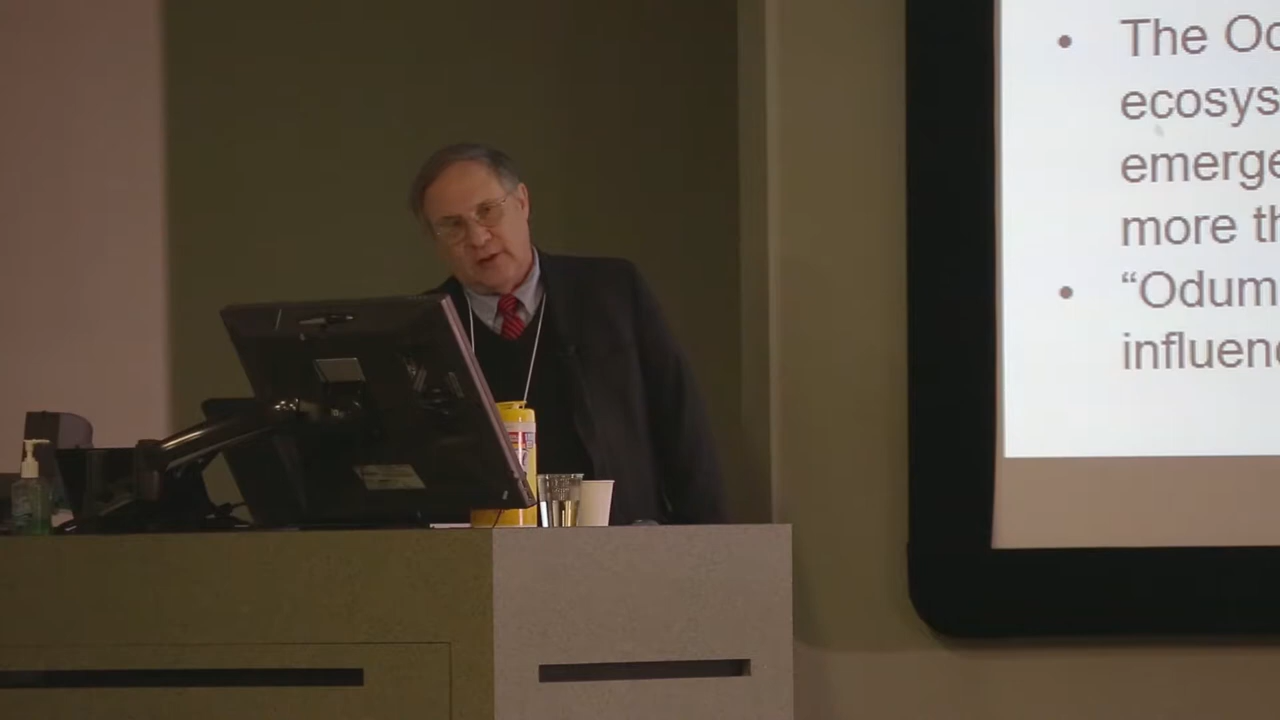 • The Od
ecosys
emerge
more th
• “Odum
influenc